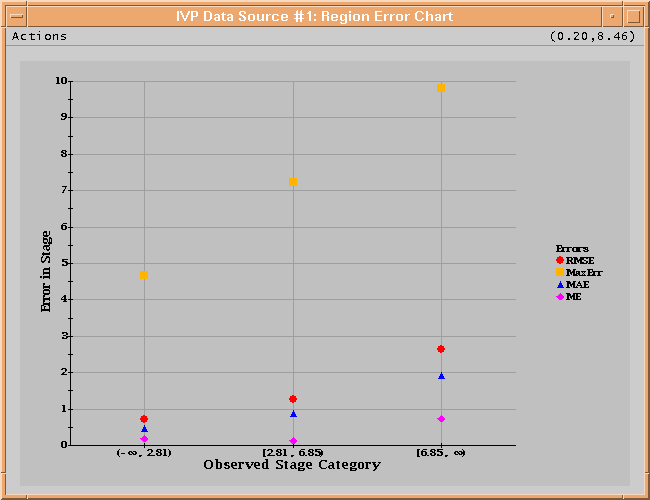 IVP Data Source #1: Region Error Chart
Actions
(0.20,8.46)
10
9
8
7
6
5
4
3
2
1
0
Error in Stage
(-∞, 2.81)
[2.81, 6.85)
[6.85, ∞)
Observed Stage Category
Errors
RMSE
MaxErr
MAE
ME